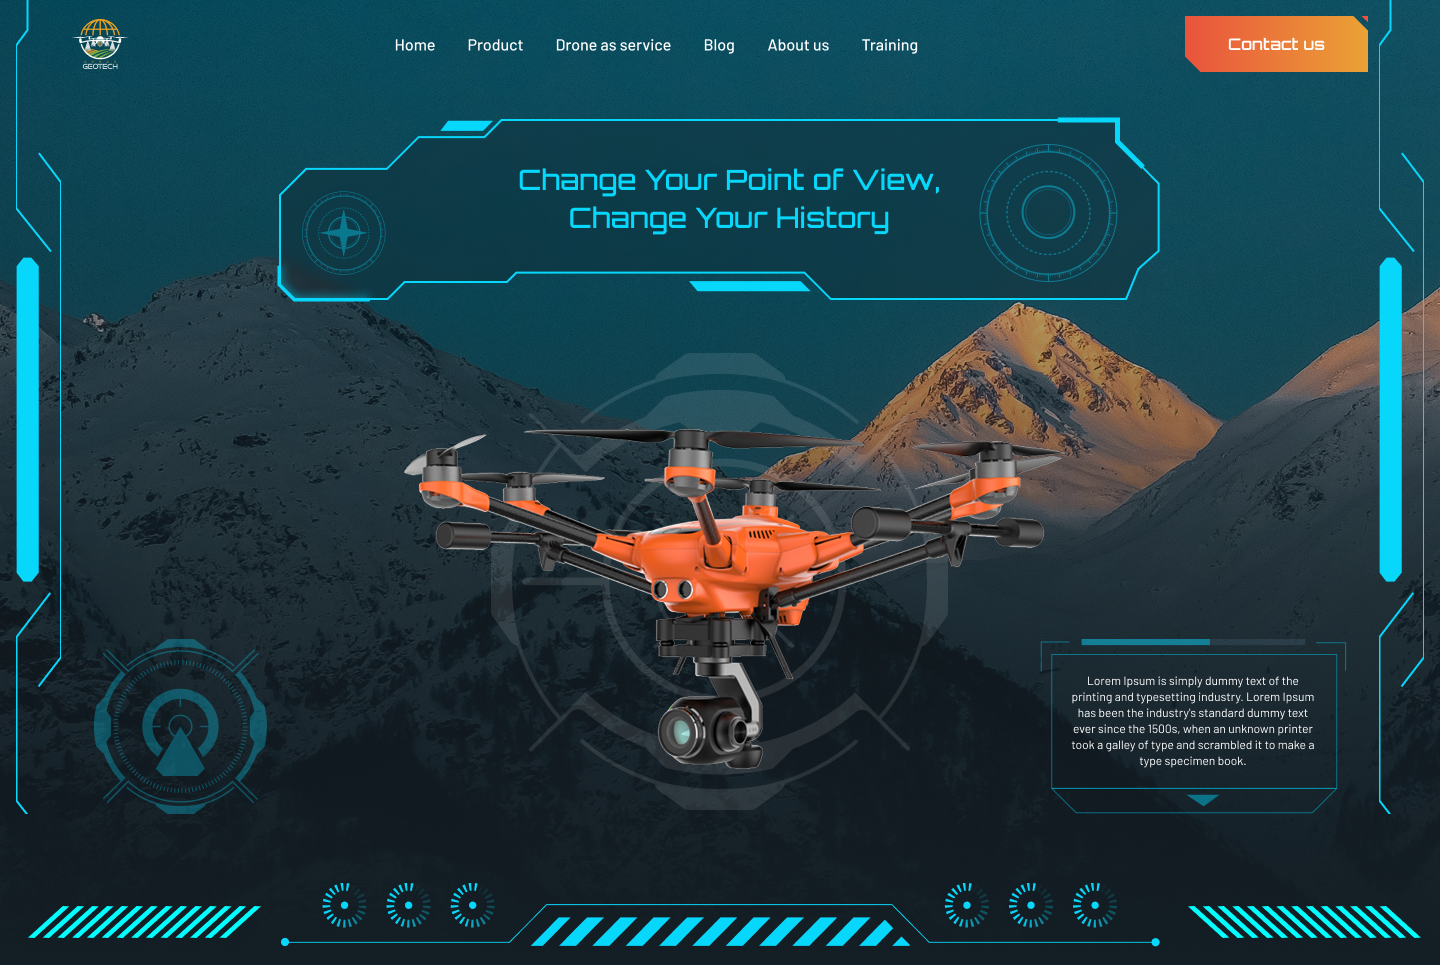 GEOTECH
Home
Product
Drone as service
Blog
About us
Training
Contact us
Change Your Point of View,
Change Your History
Lorem Ipsum is simply dummy text of the
printing and typesetting industry. Lorem Ipsum
has been the industry's standard dummy text
ever since the 1500s, when an unknown printer
took a galley of type and scrambled it to make a
type specimen book.